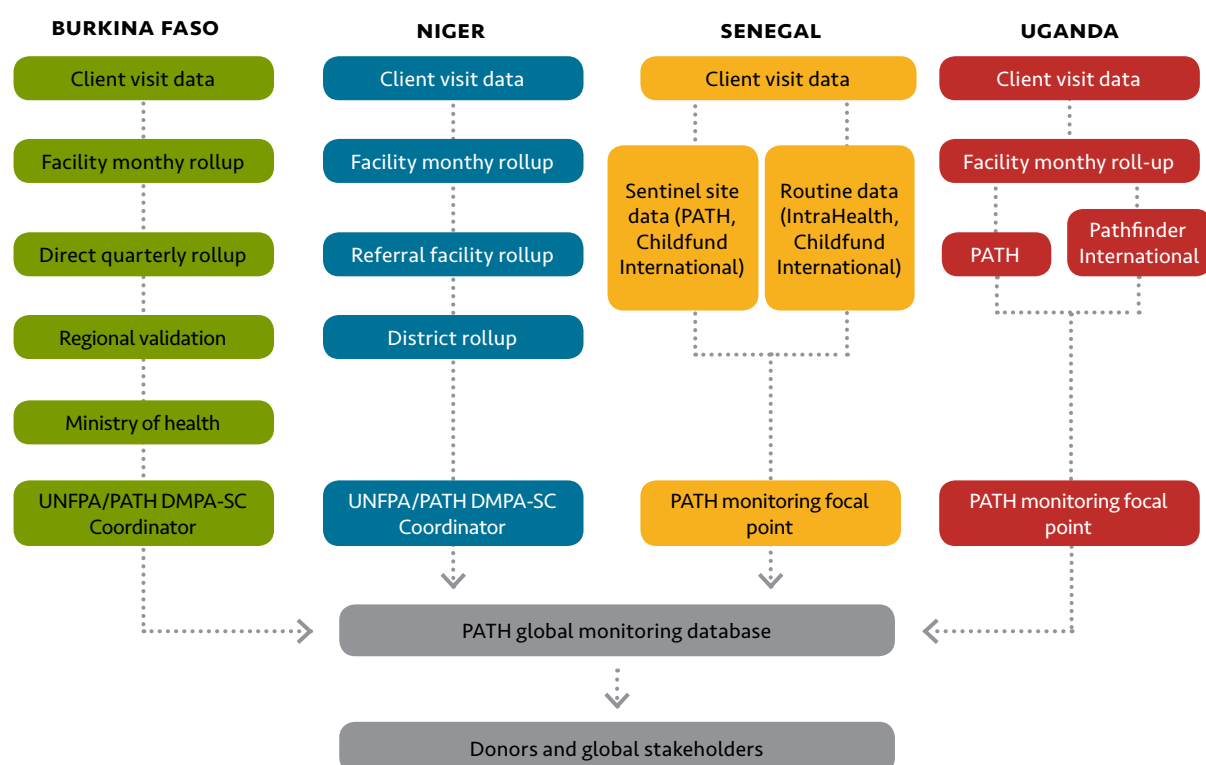 BURKINA FASO
Client visit data
Facility monthy rollup
Direct quarterly rollup
Regional validation
Ministry of health
UNFPA/PATH DMPA-SC
Coordinator
NIGER
Client visit data
Facility monthy rollup
Referral facility rollup
District rollup
UNFPA/PATH DMPA-SC
Coordinator
SENEGAL
Client visit data
Sentinel site
data (PATH,
Childfund
International)
Routine data
(IntraHealth,
Childfund
International)
PATH monitoring focal
point
UGANDA
Client visit data
Facility monthy roll-up
PATH
Pathfinder
International
PATH monitoring focal
point
PATH global monitoring database
Donors and global stakeholders